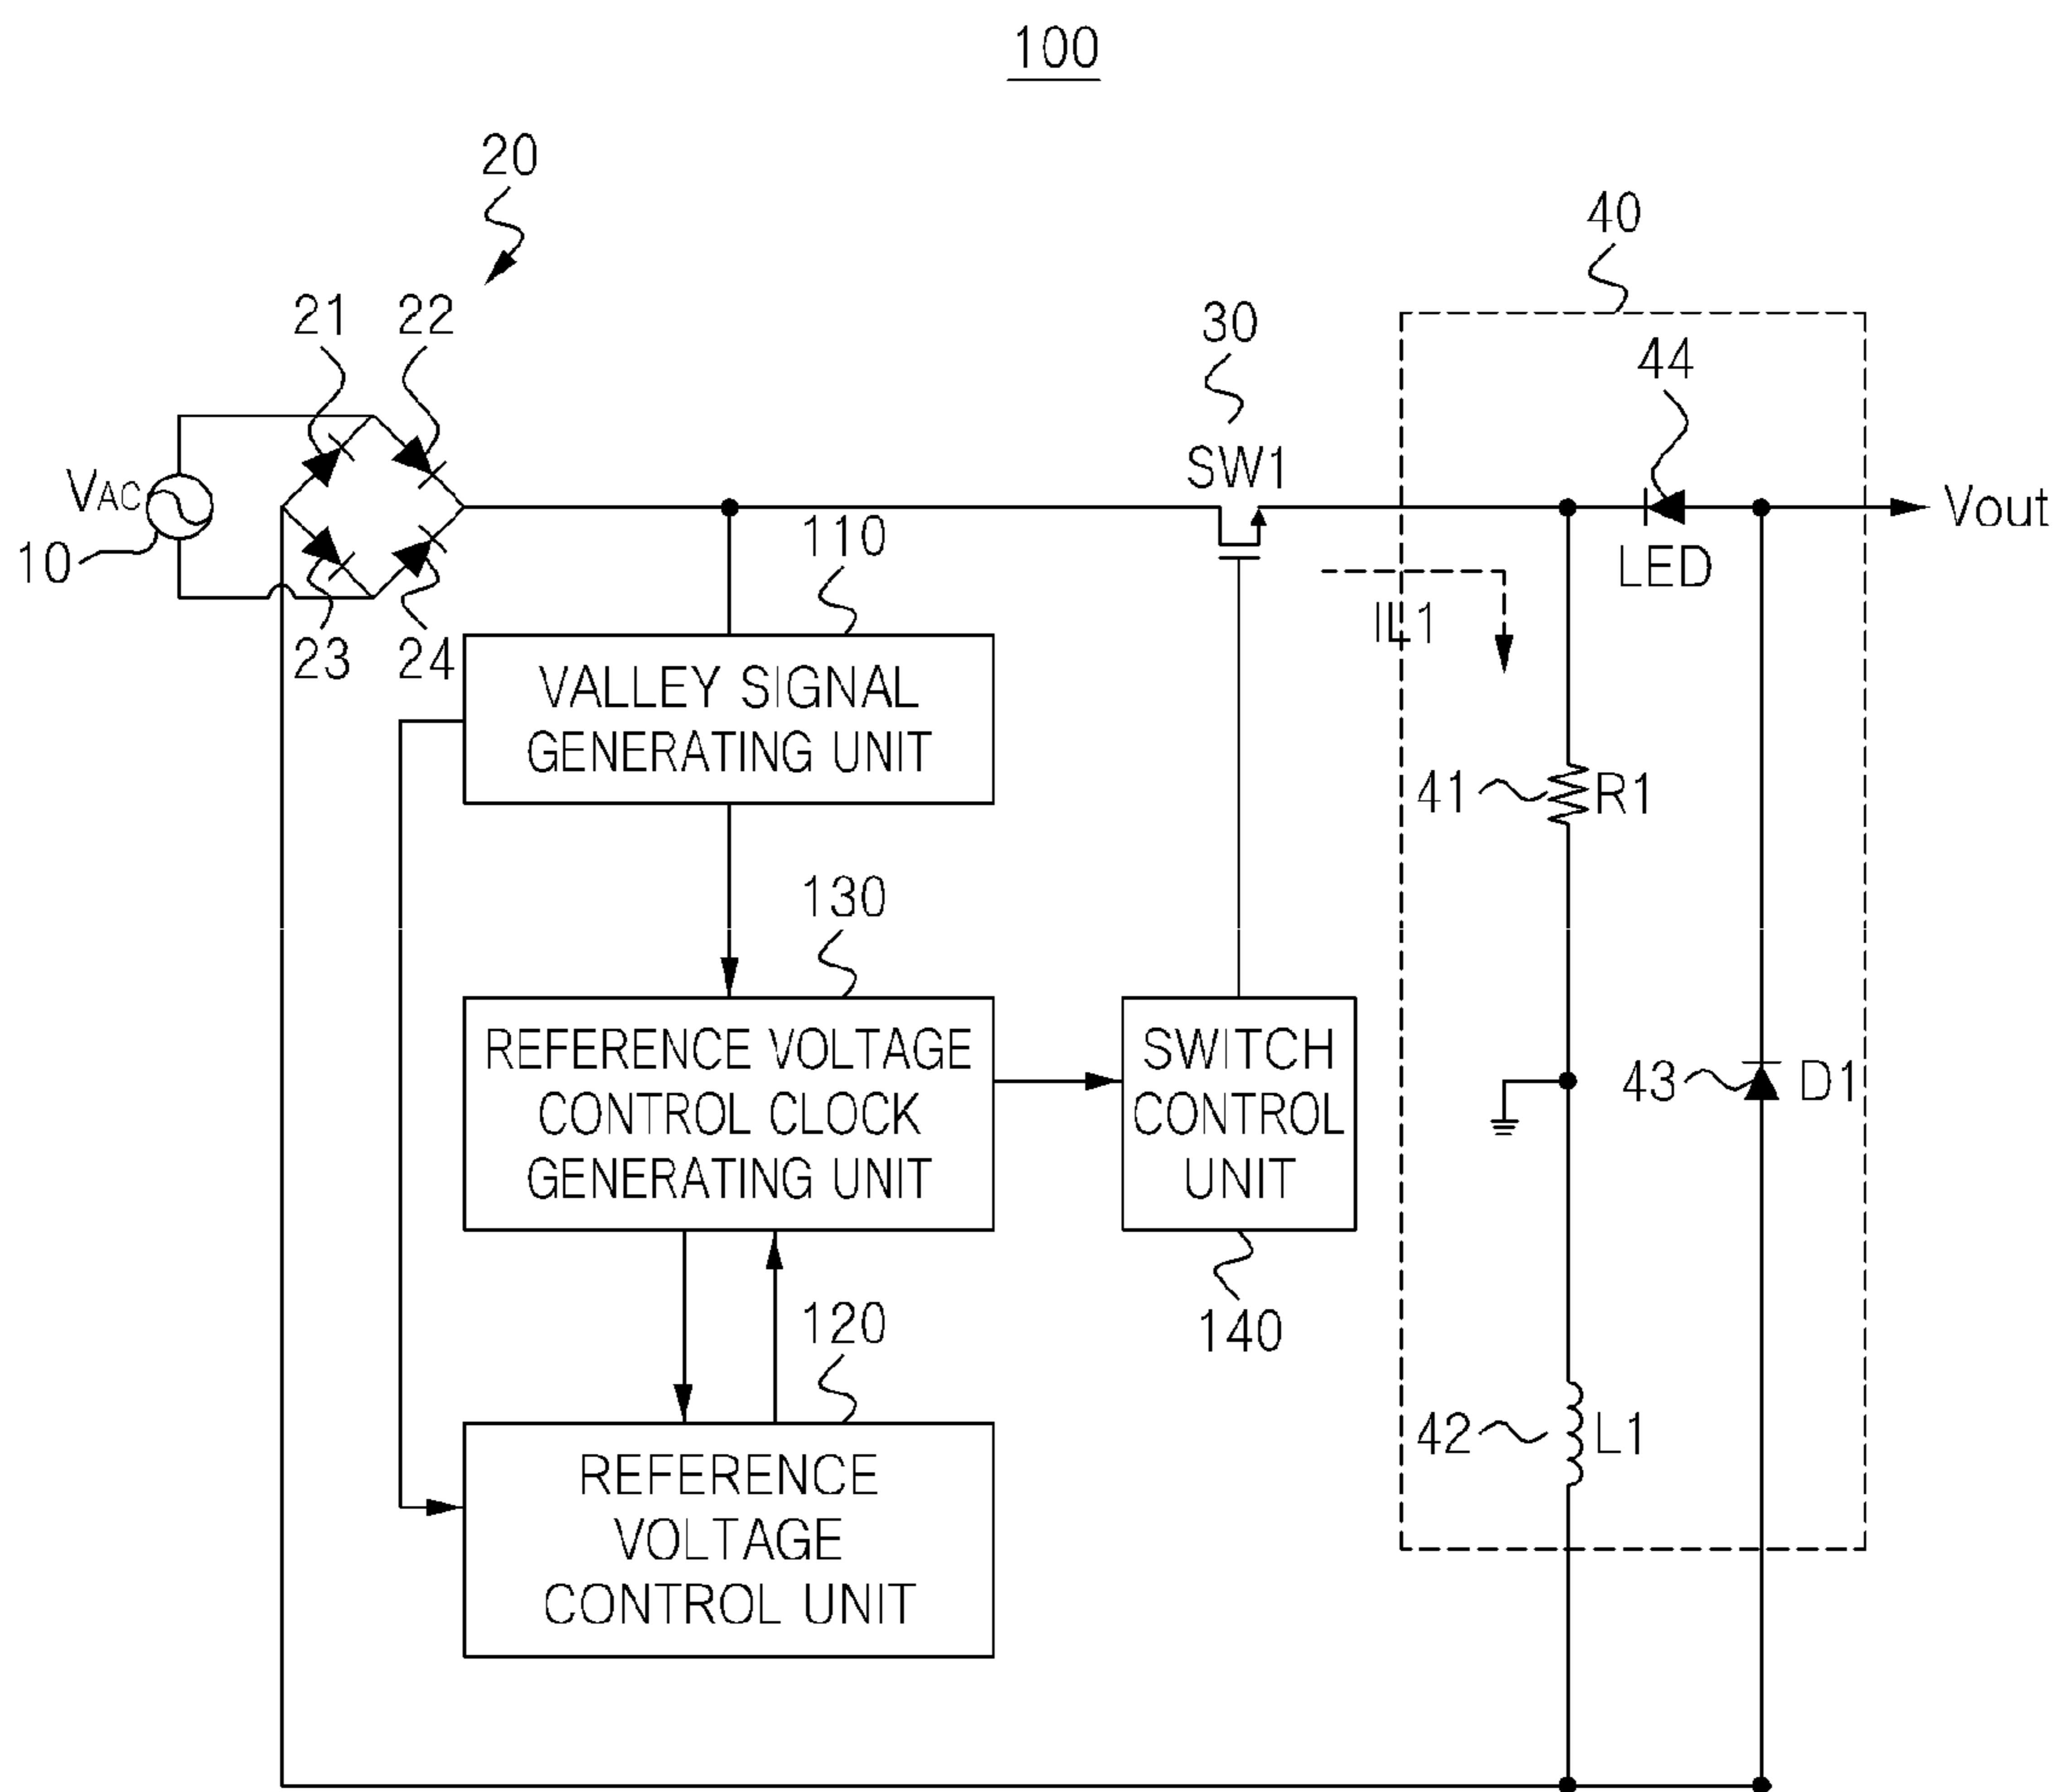 100
20
40
21 22
30
44
SW1
VAC
10
Vout
LED
110
IL1
23 24
VALLEY SIGNAL
GENERATING UNIT
41
R1
130
REFERENCE VOLTAGE
CONTROL CLOCK
GENERATING UNIT
SWITCH
CONTROL
UNIT
43
D1
120
140
42
L1
REFERENCE
VOLTAGE
CONTROL UNIT